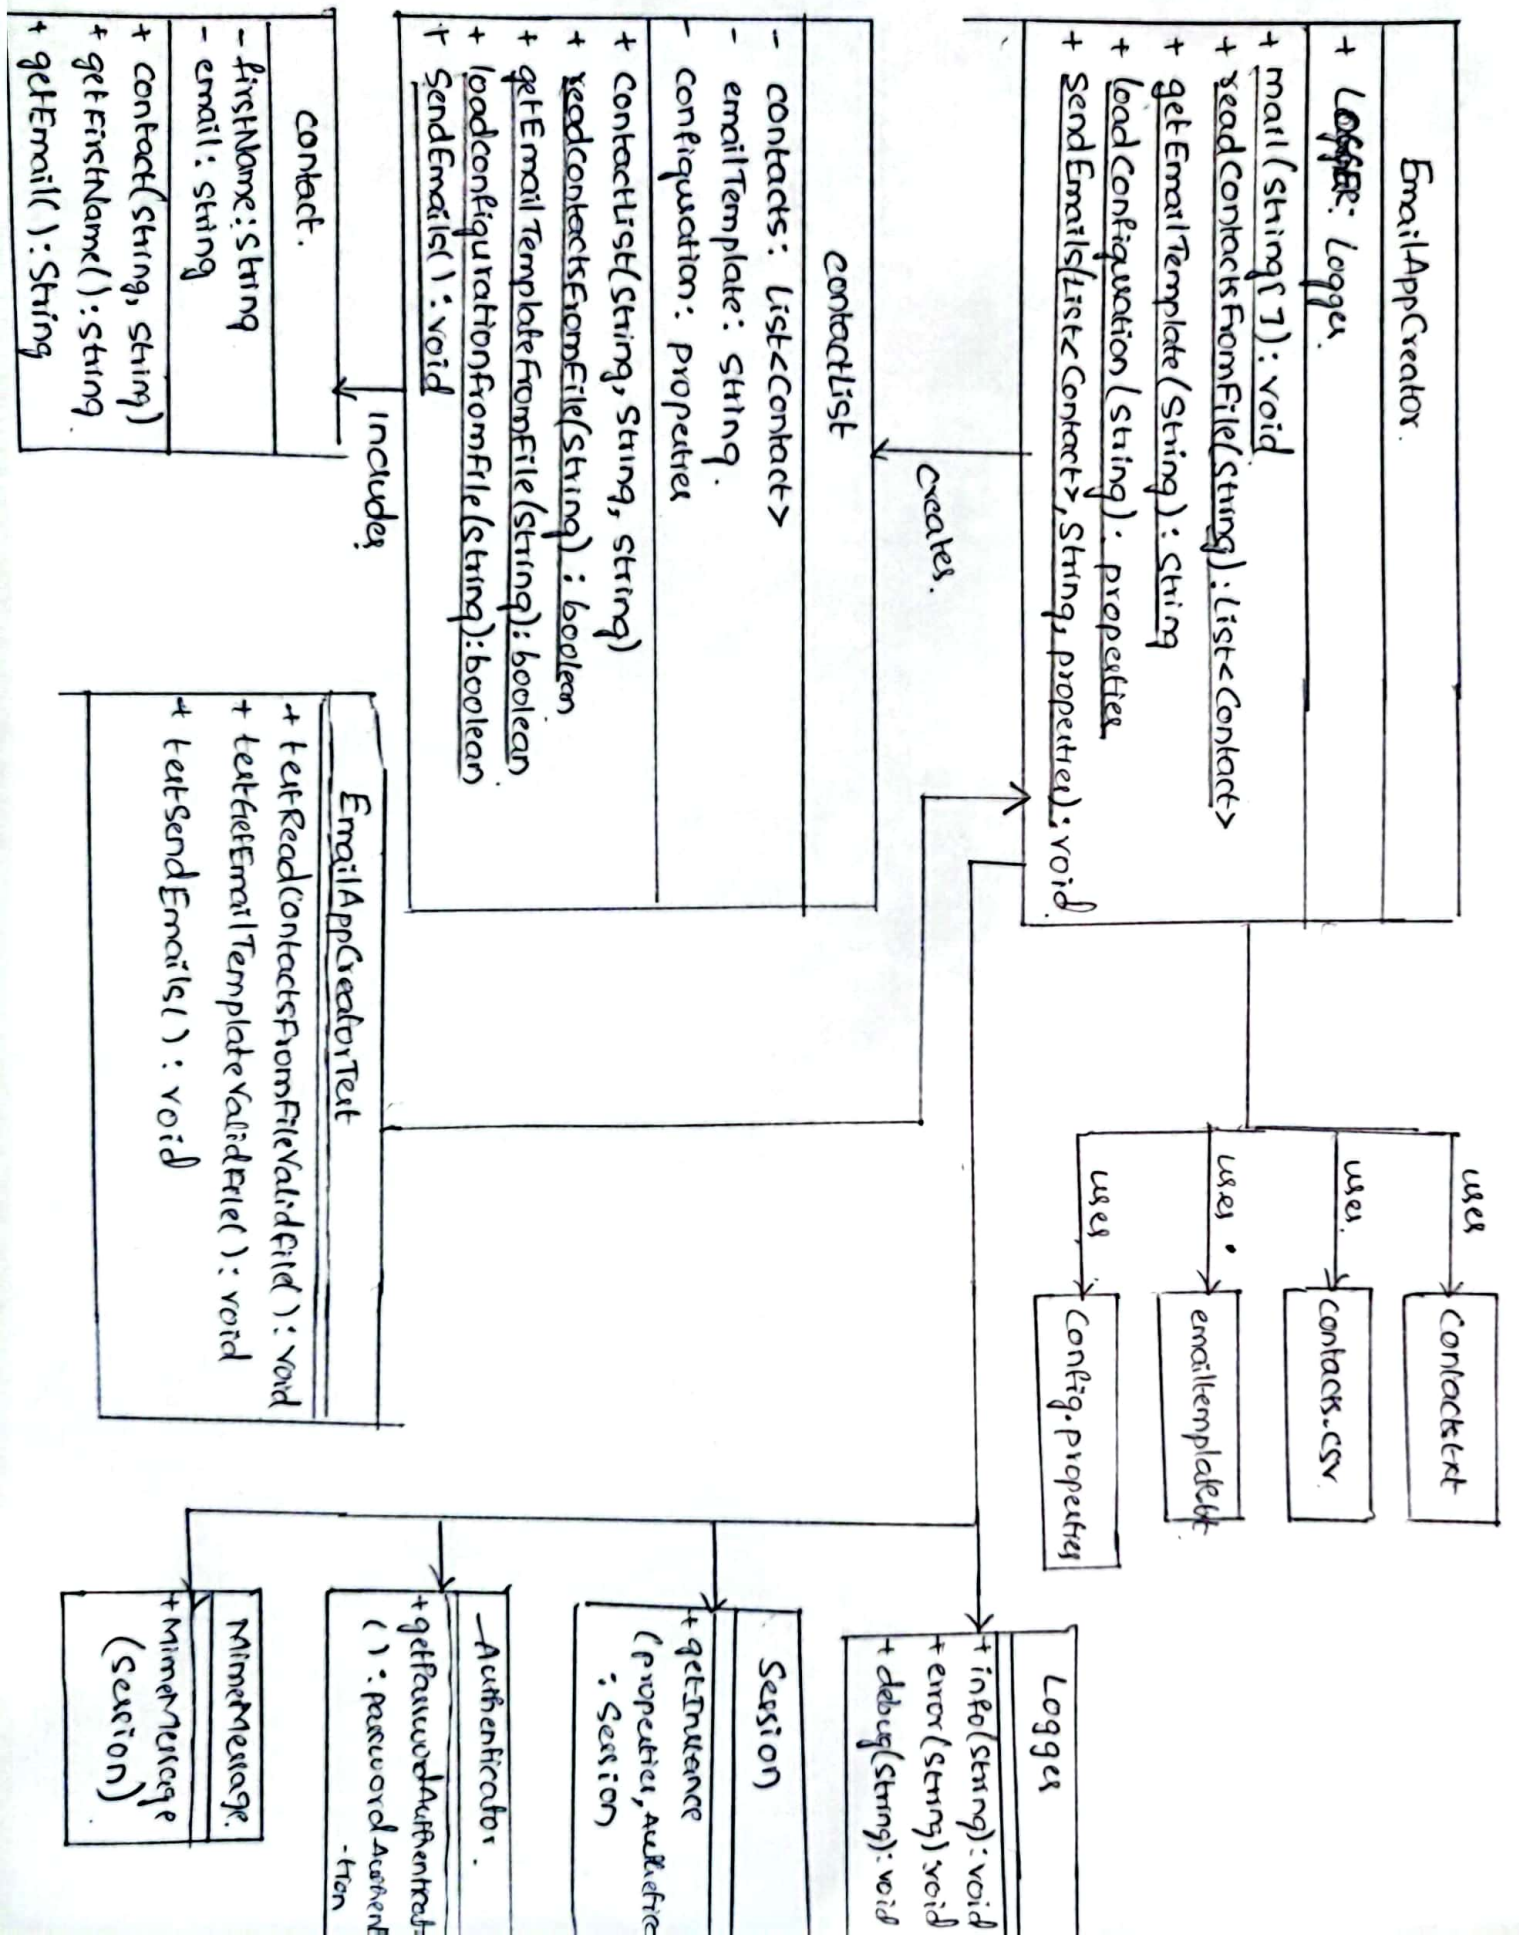 EmailAppCreator.
+ LOGGER: Logger.
+ mail(string[]): void
+ readContactsFromFile(string): List<Contact>
+ getEmailTemplate(String): String
+ loadConfiguration(string): properties
+ sendEmails(List<Contact>, String, properties): void.
creates.
contactList
- contacts: List<Contact>
- emailTemplate: String.
- configuration: properties
+ ContactList(String, String, String)
+ readcontactsFromFile(String): boolean
+ getEmailTemplateFromFile(String): boolean
+ loadconfigurationfromfile(string): boolean
+ SendEmails(): void
Includes
contact.
- firstName: String
- email: string
+ contact(string, string)
+ getFirstName(): string
+ getEmail(): String
EmailAppCreatorTest
+ testReadContactsFromFileValidfile(): void
+ testGetEmailTemplateValidFile(): void
+ testSendEmails(): void
uses
uses.
uses.
uses
Contacts.txt
contacts.csv
emailtemplate.txt
Config.properties
Logger
+ info(string): void
+ error(string): void
+ debug(string): void
Session
+ getInstance
(properties, Authetica
: Session
Authenticator.
+ getPasswordAuthenticat-
(): passwordAuthent
-tion
MimeMessage.
+ MimeMessage
(session)